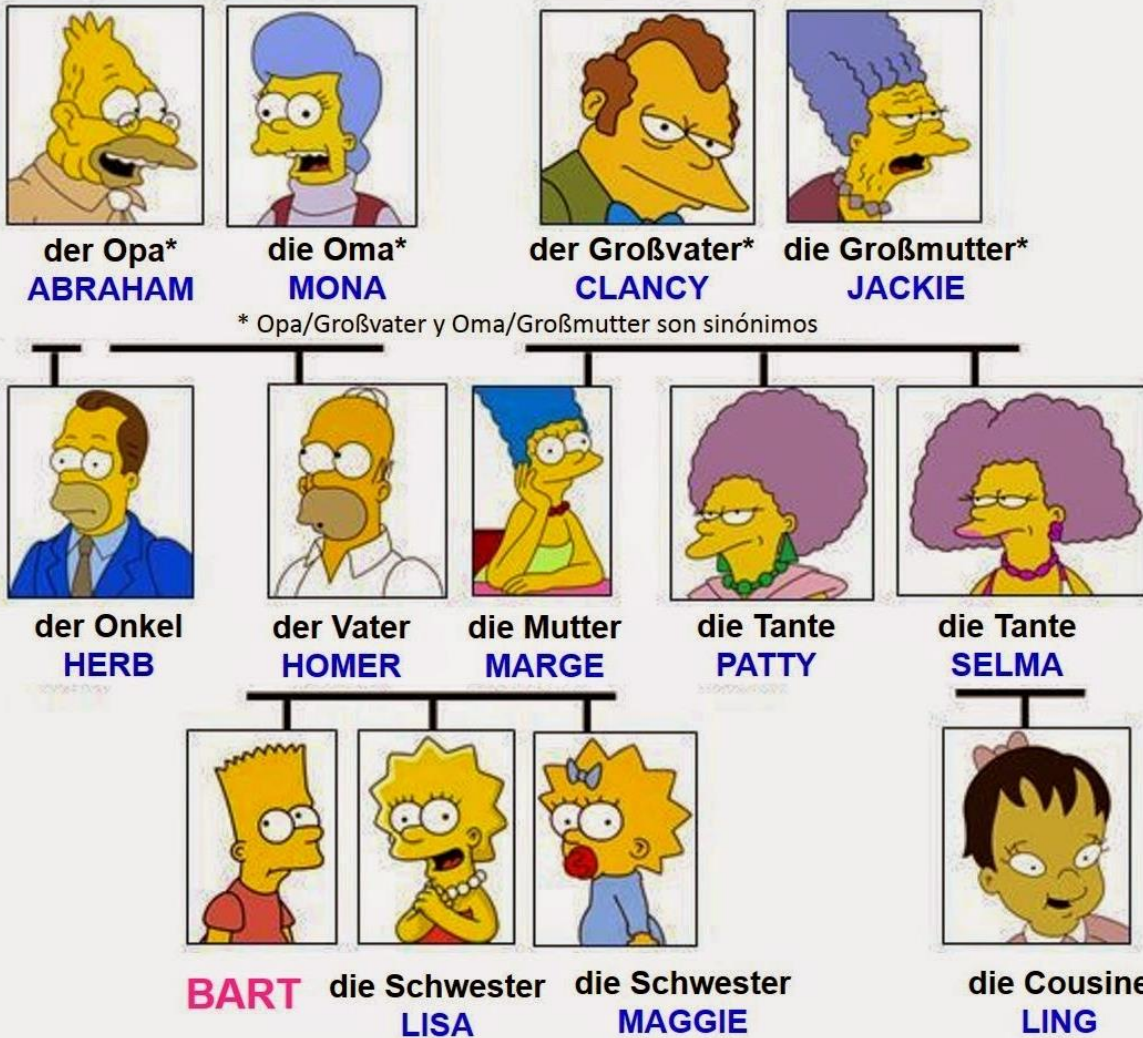 der Opa* die Oma* der Großvater* die Großmutter*
ABRAHAM MONA CLANCY JACKIE
* Opa/Großvater y Oma/Großmutter son sinónimos
der Onkel der Vater die Mutter die Tante die Tante
HERB HOMER MARGE PATTY SELMA
BART die Schwester die Schwester die Cousine
LISA MAGGIE LING